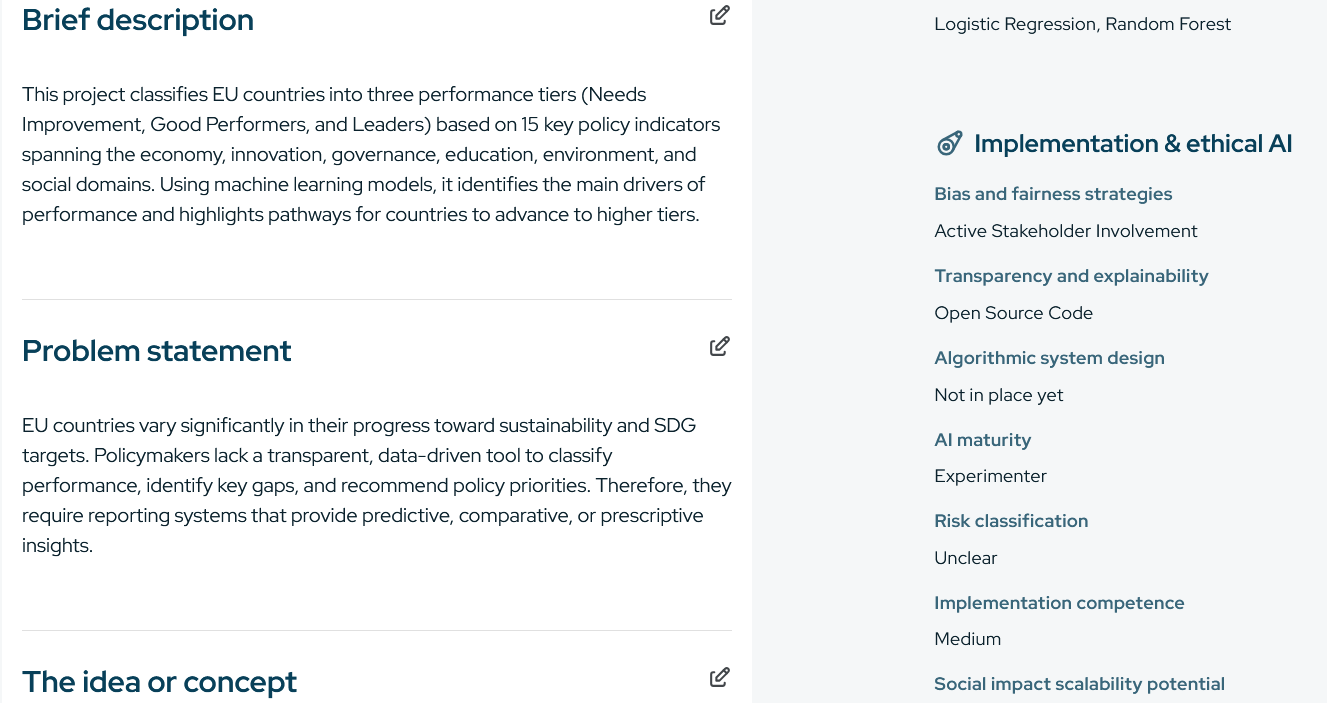 Brief description
This project classifies EU countries into three performance tiers (Needs
Improvement, Good Performers, and Leaders) based on 15 key policy indicators
spanning the economy, innovation, governance, education, environment, and
social domains. Using machine learning models, it identifies the main drivers of
performance and highlights pathways for countries to advance to higher tiers.
Problem statement
EU countries vary significantly in their progress toward sustainability and SDG
targets. Policymakers lack a transparent, data-driven tool to classify
performance, identify key gaps, and recommend policy priorities. Therefore, they
require reporting systems that provide predictive, comparative, or prescriptive
insights.
The idea or concept
Logistic Regression, Random Forest
Implementation & ethical AI
Bias and fairness strategies
Active Stakeholder Involvement
Transparency and explainability
Open Source Code
Algorithmic system design
Not in place yet
AI maturity
Experimenter
Risk classification
Unclear
Implementation competence
Medium
Social impact scalability potential